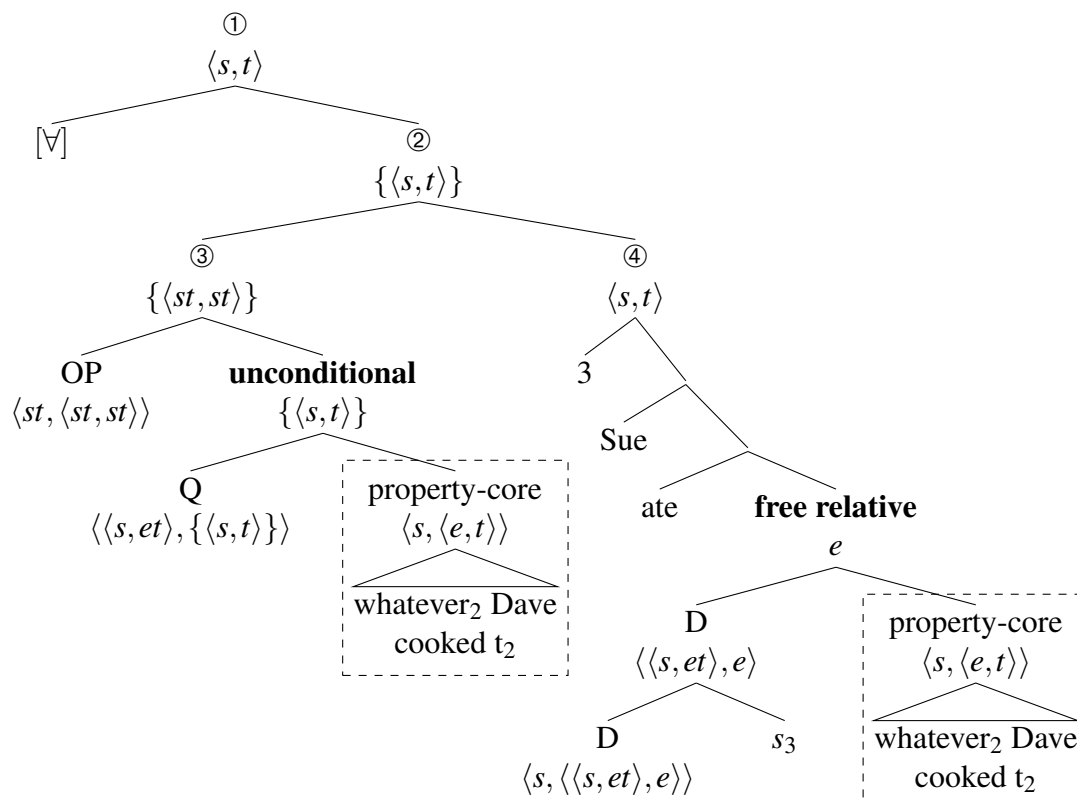 ①
⟨s,t⟩
[∀]
②
{⟨s,t⟩}
③
④
{⟨st,st⟩}
⟨s,t⟩
OP
unconditional
3
⟨st,⟨st,st⟩⟩
{⟨s,t⟩}
Sue
Q
property-core
ate
free relative
⟨⟨s,et⟩,{⟨s,t⟩}⟩
⟨s,⟨e,t⟩⟩
e
whatever₂ Dave
cooked t₂
D
property-core
⟨⟨s,et⟩,e⟩
⟨s,⟨e,t⟩⟩
D
s₃
whatever₂ Dave
⟨s,⟨⟨s,et⟩,e⟩⟩
cooked t₂